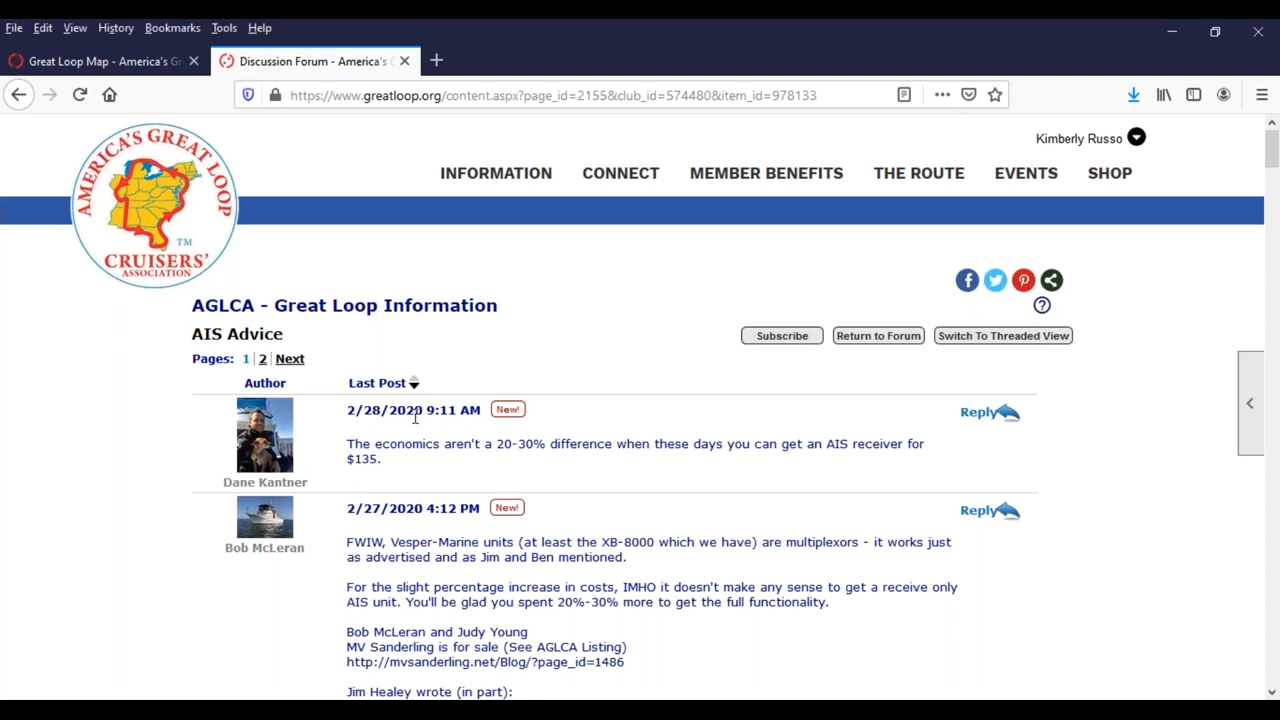 File Edit View History Bookmarks Tools Help
Great Loop Map - America's Gr
Discussion Forum - America's G
https://www.greatloop.org/content.aspx?page_id=2155&club_id=574480&item_id=978133
Kimberly Russo
AMERICA'S GREAT LOOP
TM
CRUISERS'
ASSOCIATION
INFORMATION CONNECT MEMBER BENEFITS THE ROUTE EVENTS SHOP
AGLCA - Great Loop Information
AIS Advice
Subscribe Return to Forum Switch To Threaded View
Pages: 1 | 2 Next
Author Last Post
2/28/2020 9:11 AM New! Reply
The economics aren't a 20-30% difference when these days you can get an AIS receiver for
$135.
Dane Kantner
2/27/2020 4:12 PM New! Reply
Bob McLeran
FWIW, Vesper-Marine units (at least the XB-8000 which we have) are multiplexors - it works just
as advertised and as Jim and Ben mentioned.
For the slight percentage increase in costs, IMHO it doesn't make any sense to get a receive only
AIS unit. You'll be glad you spent 20%-30% more to get the full functionality.
Bob McLeran and Judy Young
MV Sanderling is for sale (See AGLCA Listing)
http://mvsanderling.net/Blog/?page_id=1486
Jim Healey wrote (in part):